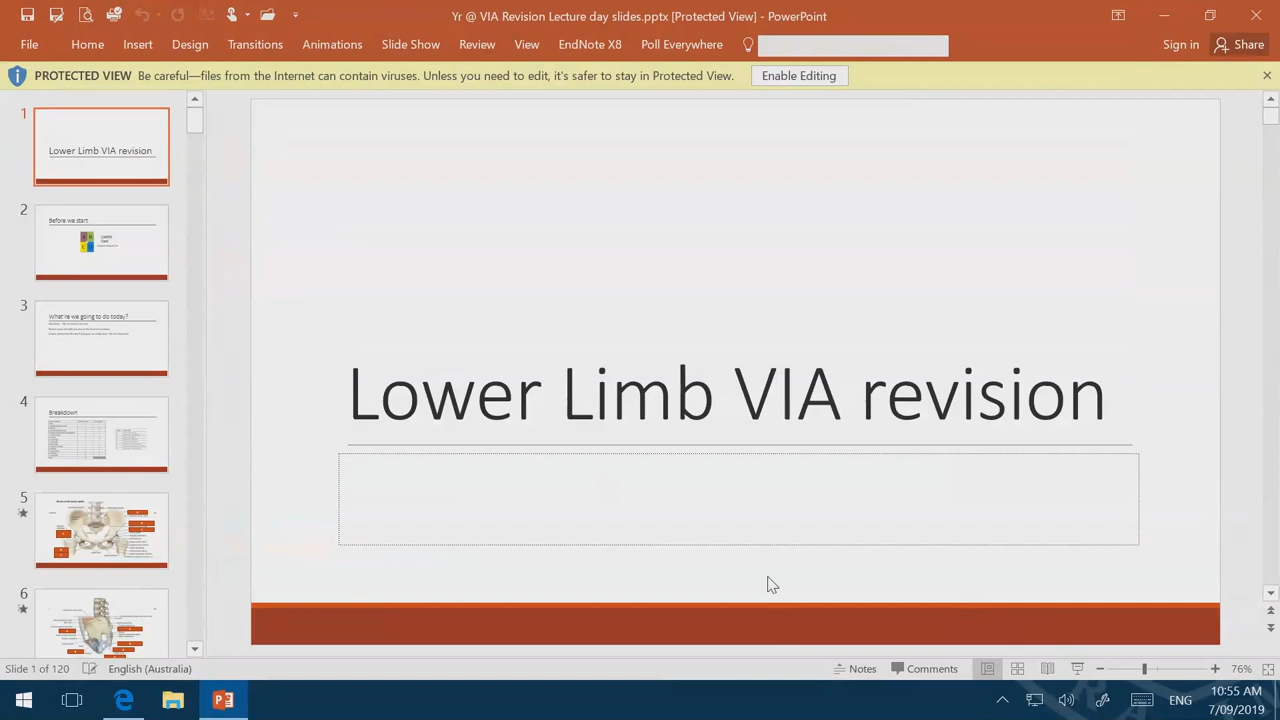 Yr @ VIA Revision Lecture day slides.pptx [Protected View] - PowerPoint
File Home Insert Design Transitions Animations Slide Show Review View EndNote X8 Poll Everywhere Sign in Share
PROTECTED VIEW Be careful—files from the Internet can contain viruses. Unless you need to edit, it's safer to stay in Protected View. Enable Editing
1
Lower Limb VIA revision
2
Before we start
3
What're we going to do today?
4
Breakdown
5
6
Lower Limb VIA revision
Slide 1 of 120 English (Australia) Notes Comments 76%
ENG
10:55 AM
7/09/2019